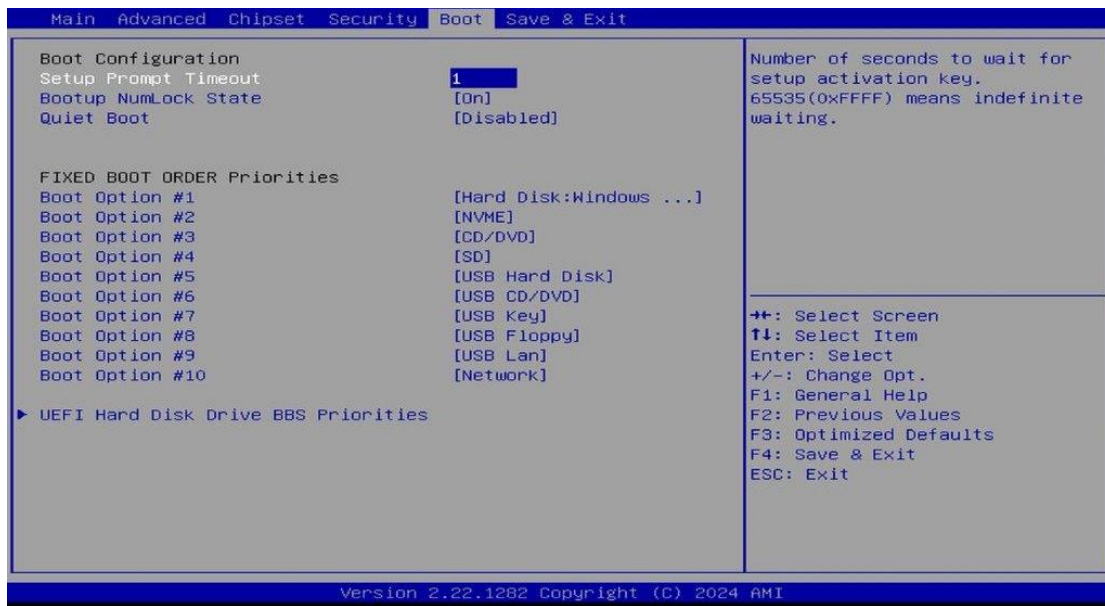 Main Advanced Chipset Security Boot Save & Exit
Boot Configuration
Setup Prompt Timeout 1
Bootup NumLock State [On]
Quiet Boot [Disabled]
FIXED BOOT ORDER Priorities
Boot Option #1 [Hard Disk:Windows ...]
Boot Option #2 [NVME]
Boot Option #3 [CD/DVD]
Boot Option #4 [SD]
Boot Option #5 [USB Hard Disk]
Boot Option #6 [USB CD/DVD]
Boot Option #7 [USB Key]
Boot Option #8 [USB Floppy]
Boot Option #9 [USB Lan]
Boot Option #10 [Network]
▶ UEFI Hard Disk Drive BBS Priorities
Number of seconds to wait for
setup activation key.
65535(0xFFFF) means indefinite
waiting.
→←: Select Screen
↑↓: Select Item
Enter: Select
+/-: Change Opt.
F1: General Help
F2: Previous Values
F3: Optimized Defaults
F4: Save & Exit
ESC: Exit
Version 2.22.1282 Copyright (C) 2024 AMI